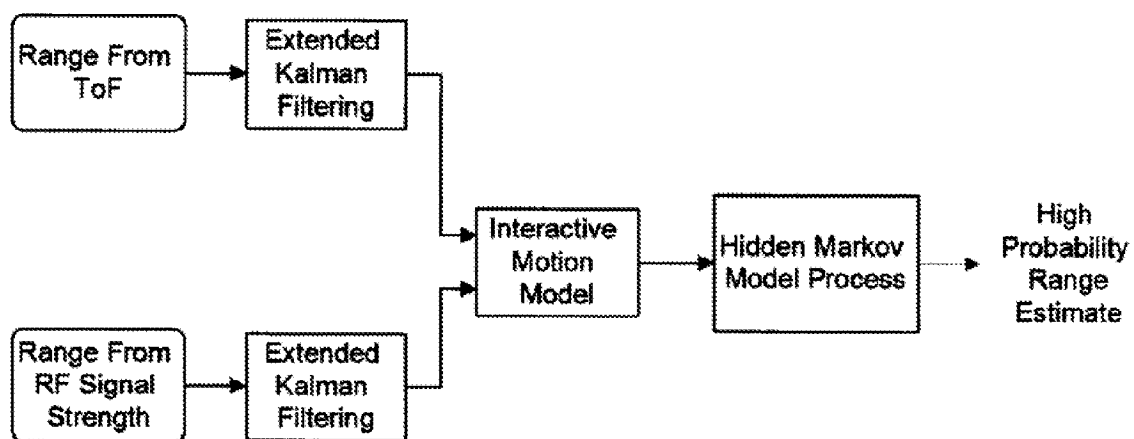 Range From
ToF
Extended
Kalman
Filtering
Interactive
Motion
Model
Hidden Markov
Model Process
High
Probability
Range
Estimate
Range From
RF Signal
Strength
Extended
Kalman
Filtering